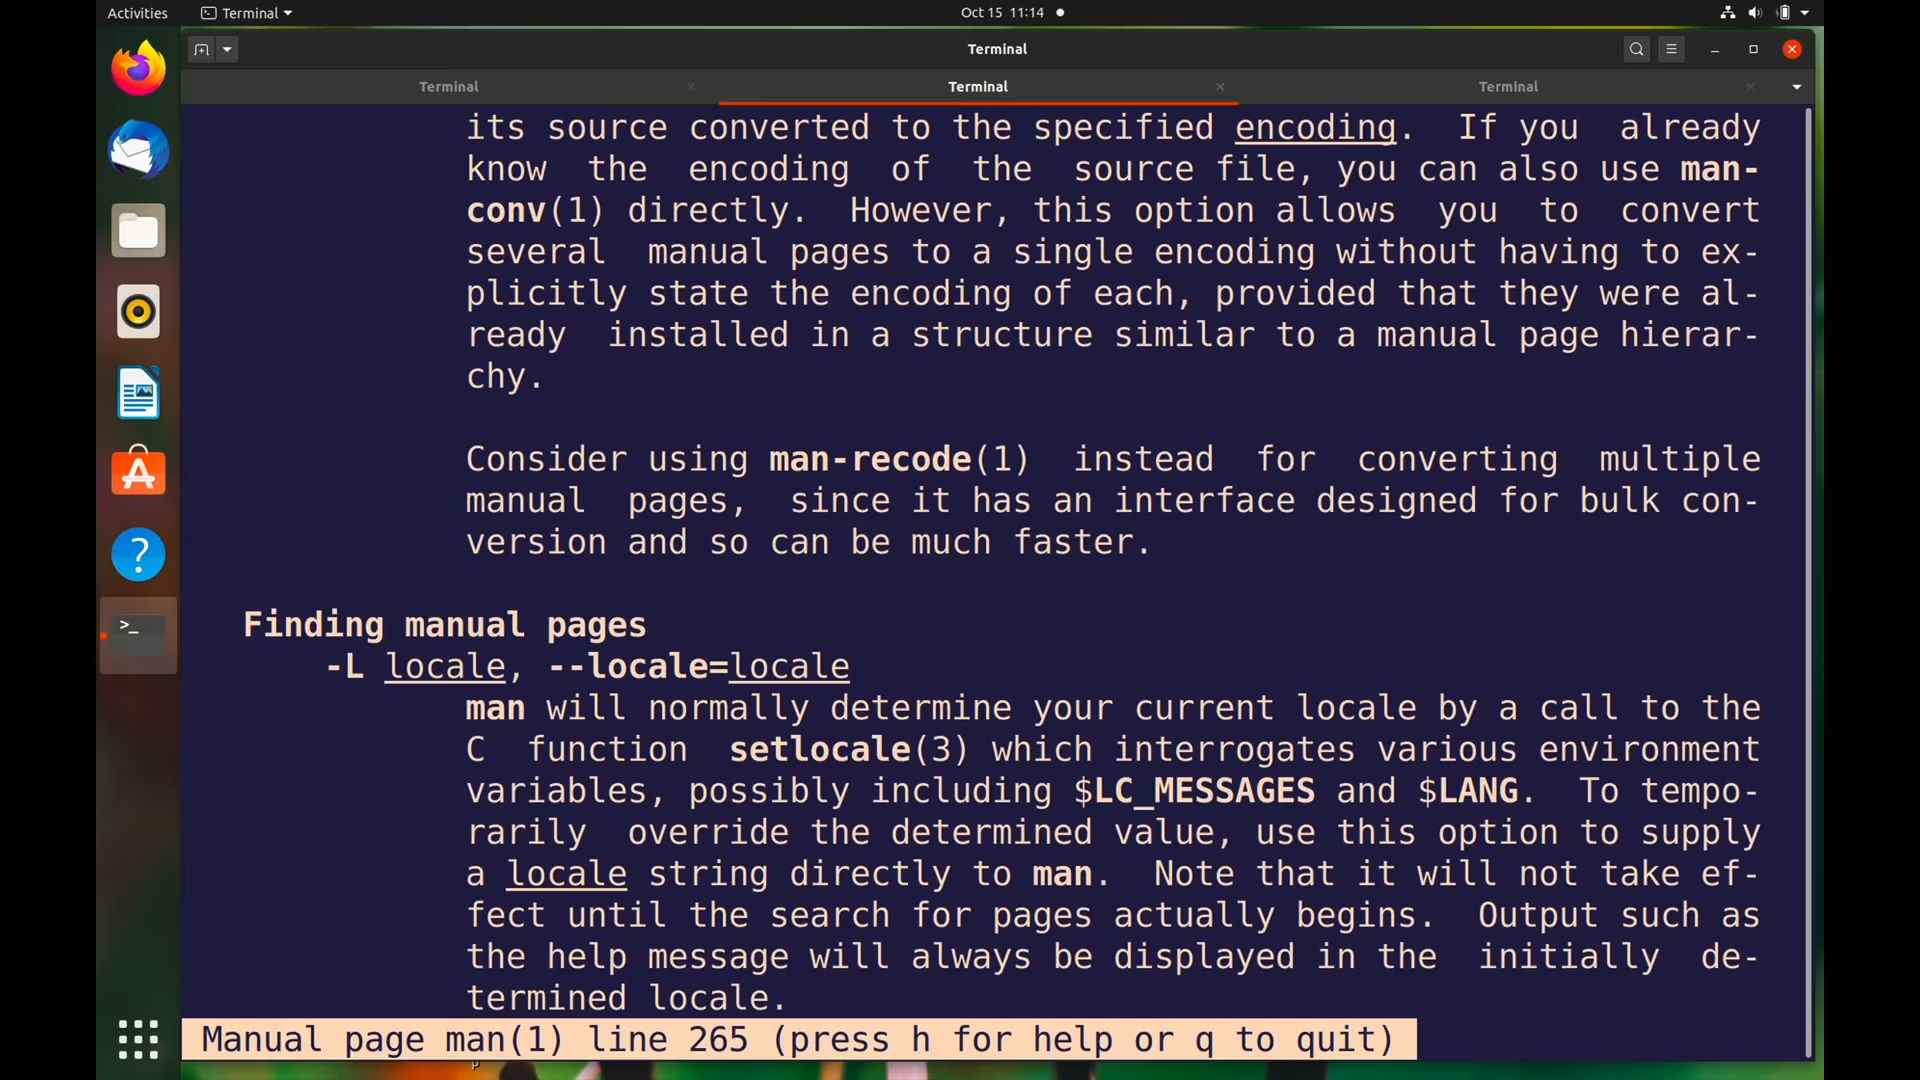 Activities Terminal Oct 15 11:14
Terminal
Terminal Terminal Terminal
its source converted to the specified encoding. If you already
know the encoding of the source file, you can also use man-
conv(1) directly. However, this option allows you to convert
several manual pages to a single encoding without having to ex-
plicitly state the encoding of each, provided that they were al-
ready installed in a structure similar to a manual page hierar-
chy.
Consider using man-recode(1) instead for converting multiple
manual pages, since it has an interface designed for bulk con-
version and so can be much faster.
Finding manual pages
-L locale, --locale=locale
man will normally determine your current locale by a call to the
C function setlocale(3) which interrogates various environment
variables, possibly including $LC_MESSAGES and $LANG. To tempo-
rarily override the determined value, use this option to supply
a locale string directly to man. Note that it will not take ef-
fect until the search for pages actually begins. Output such as
the help message will always be displayed in the initially de-
termined locale.
Manual page man(1) line 265 (press h for help or q to quit)